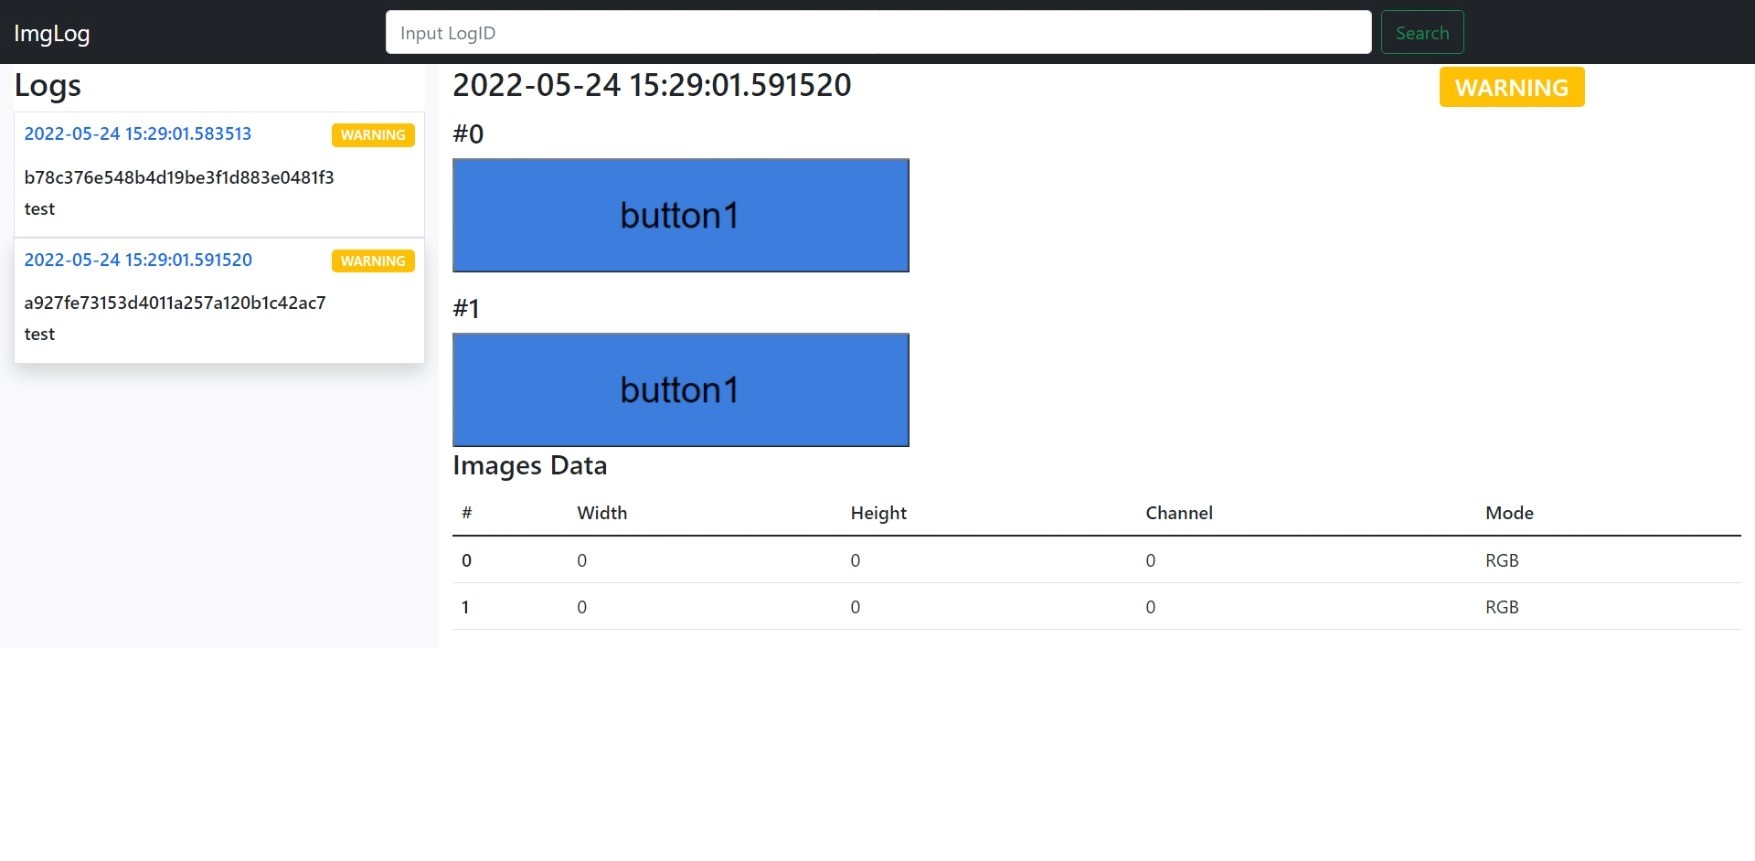 ImgLog
Input LogID
Search
Logs
2022-05-24 15:29:01.583513 WARNING
b78c376e548b4d19be3f1d883e0481f3
test
2022-05-24 15:29:01.591520 WARNING
a927fe73153d4011a257a120b1c42ac7
test
2022-05-24 15:29:01.591520 WARNING
#0
button1
#1
button1
Images Data
# Width Height Channel Mode
0 0 0 0 RGB
1 0 0 0 RGB